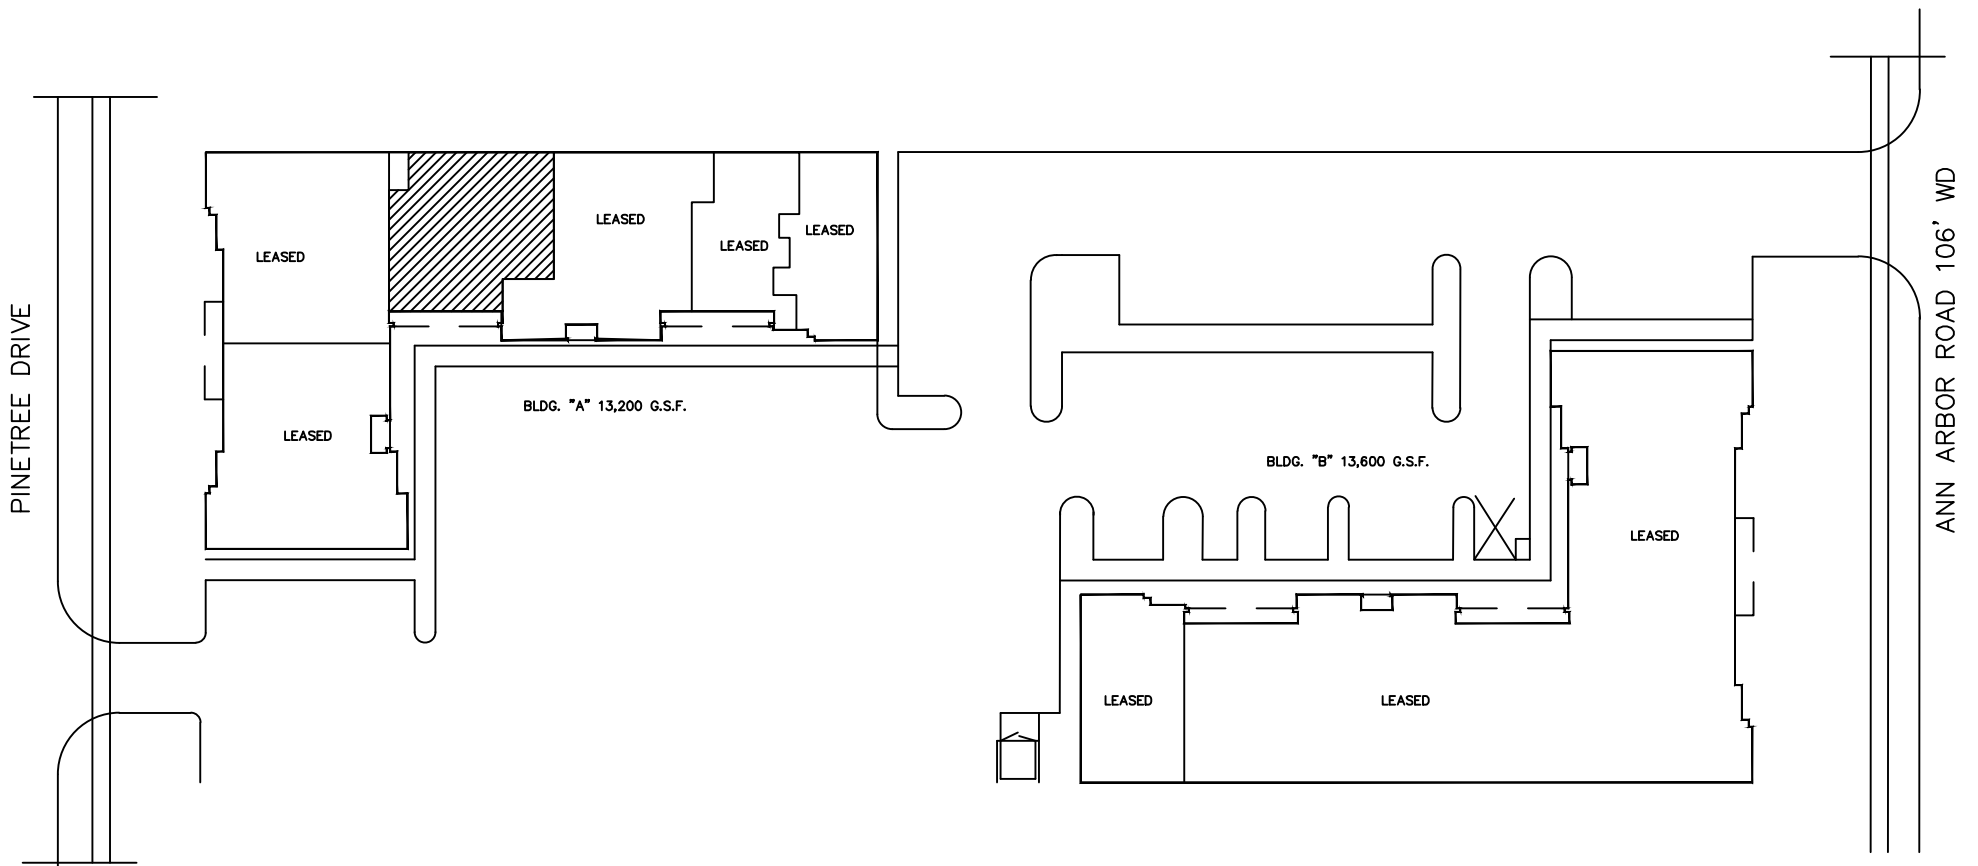 PINETREE DRIVE
LEASED
LEASED
LEASED
LEASED
LEASED
BLDG. "A" 13,200 G.S.F.
BLDG. "B" 13,600 G.S.F.
LEASED
LEASED
LEASED
ANN ARBOR ROAD 106' WD